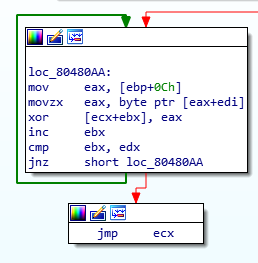 loc_80480AA:
mov eax, [ebp+0Ch]
movzx eax, byte ptr [eax+edi]
xor [ecx+ebx], eax
inc ebx
cmp ebx, edx
jnz short loc_80480AA
jmp ecx